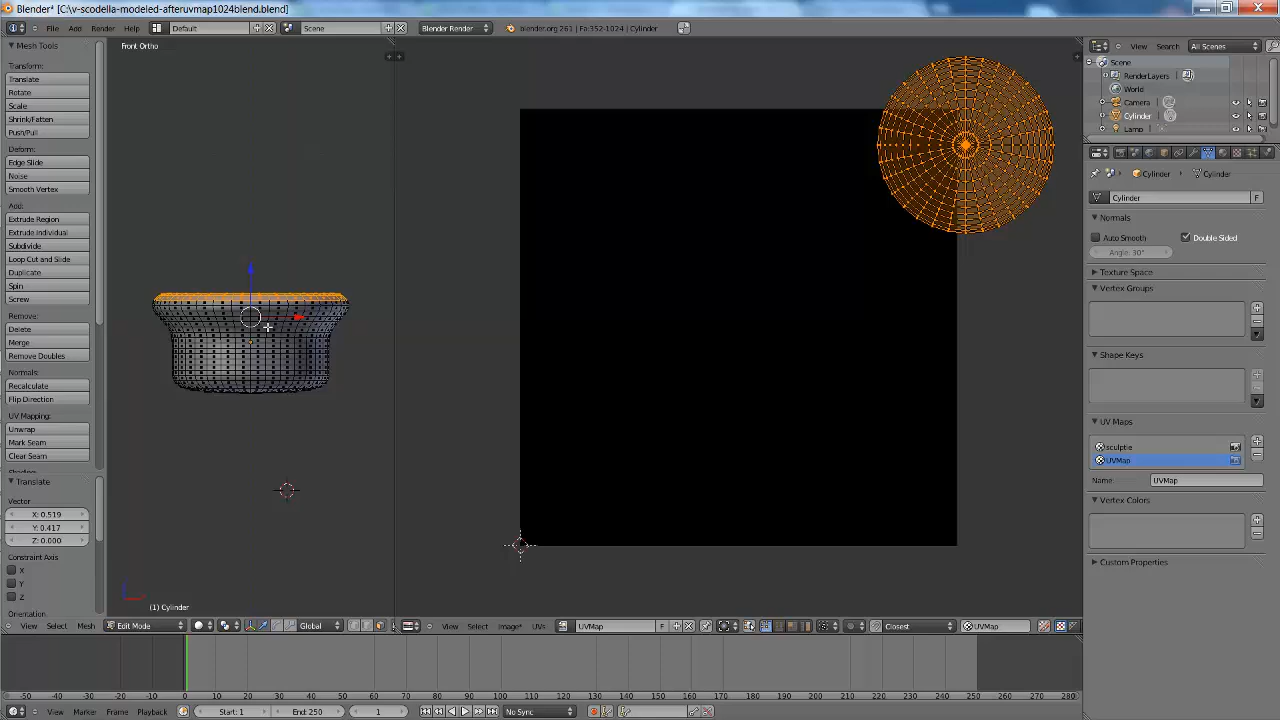 Blender* [C:\v-scodella-modeled-afteruvmap1024blend.blend]
File Add Render Help Default Scene Blender Render blender.org 261 | Fa:352-1024 | Cylinder
Mesh Tools
Transform:
Translate
Rotate
Scale
Shrink/Fatten
Push/Pull
Deform:
Edge Slide
Noise
Smooth Vertex
Add:
Extrude Region
Extrude Individual
Subdivide
Loop Cut and Slide
Duplicate
Spin
Screw
Remove:
Delete
Merge
Remove Doubles
Normals:
Recalculate
Flip Direction
UV Mapping:
Unwrap
Mark Seam
Clear Seam
Shading:
Translate
Vector
X: 0.519
Y: 0.417
Z: 0.000
Constraint Axis
X
Y
Z
Orientation
Front Ortho
(1) Cylinder
View Select Mesh Edit Mode Global
View Select Image* UVs UVMap F Closest UVMap
View Search All Scenes
Scene
RenderLayers
World
Camera
Cylinder
Lamp
Cylinder Cylinder
Cylinder F
Normals
Auto Smooth Double Sided
Angle: 30°
Texture Space
Vertex Groups
Shape Keys
UV Maps
sculptie
UVMap
Name: UVMap
Vertex Colors
Custom Properties
-50 -40 -30 -20 -10 0 10 20 30 40 50 60 70 80 90 100 110 120 130 140 150 160 170 180 190 200 210 220 230 240 250 260 270 280
View Marker Frame Playback Start: 1 End: 250 1 No Sync